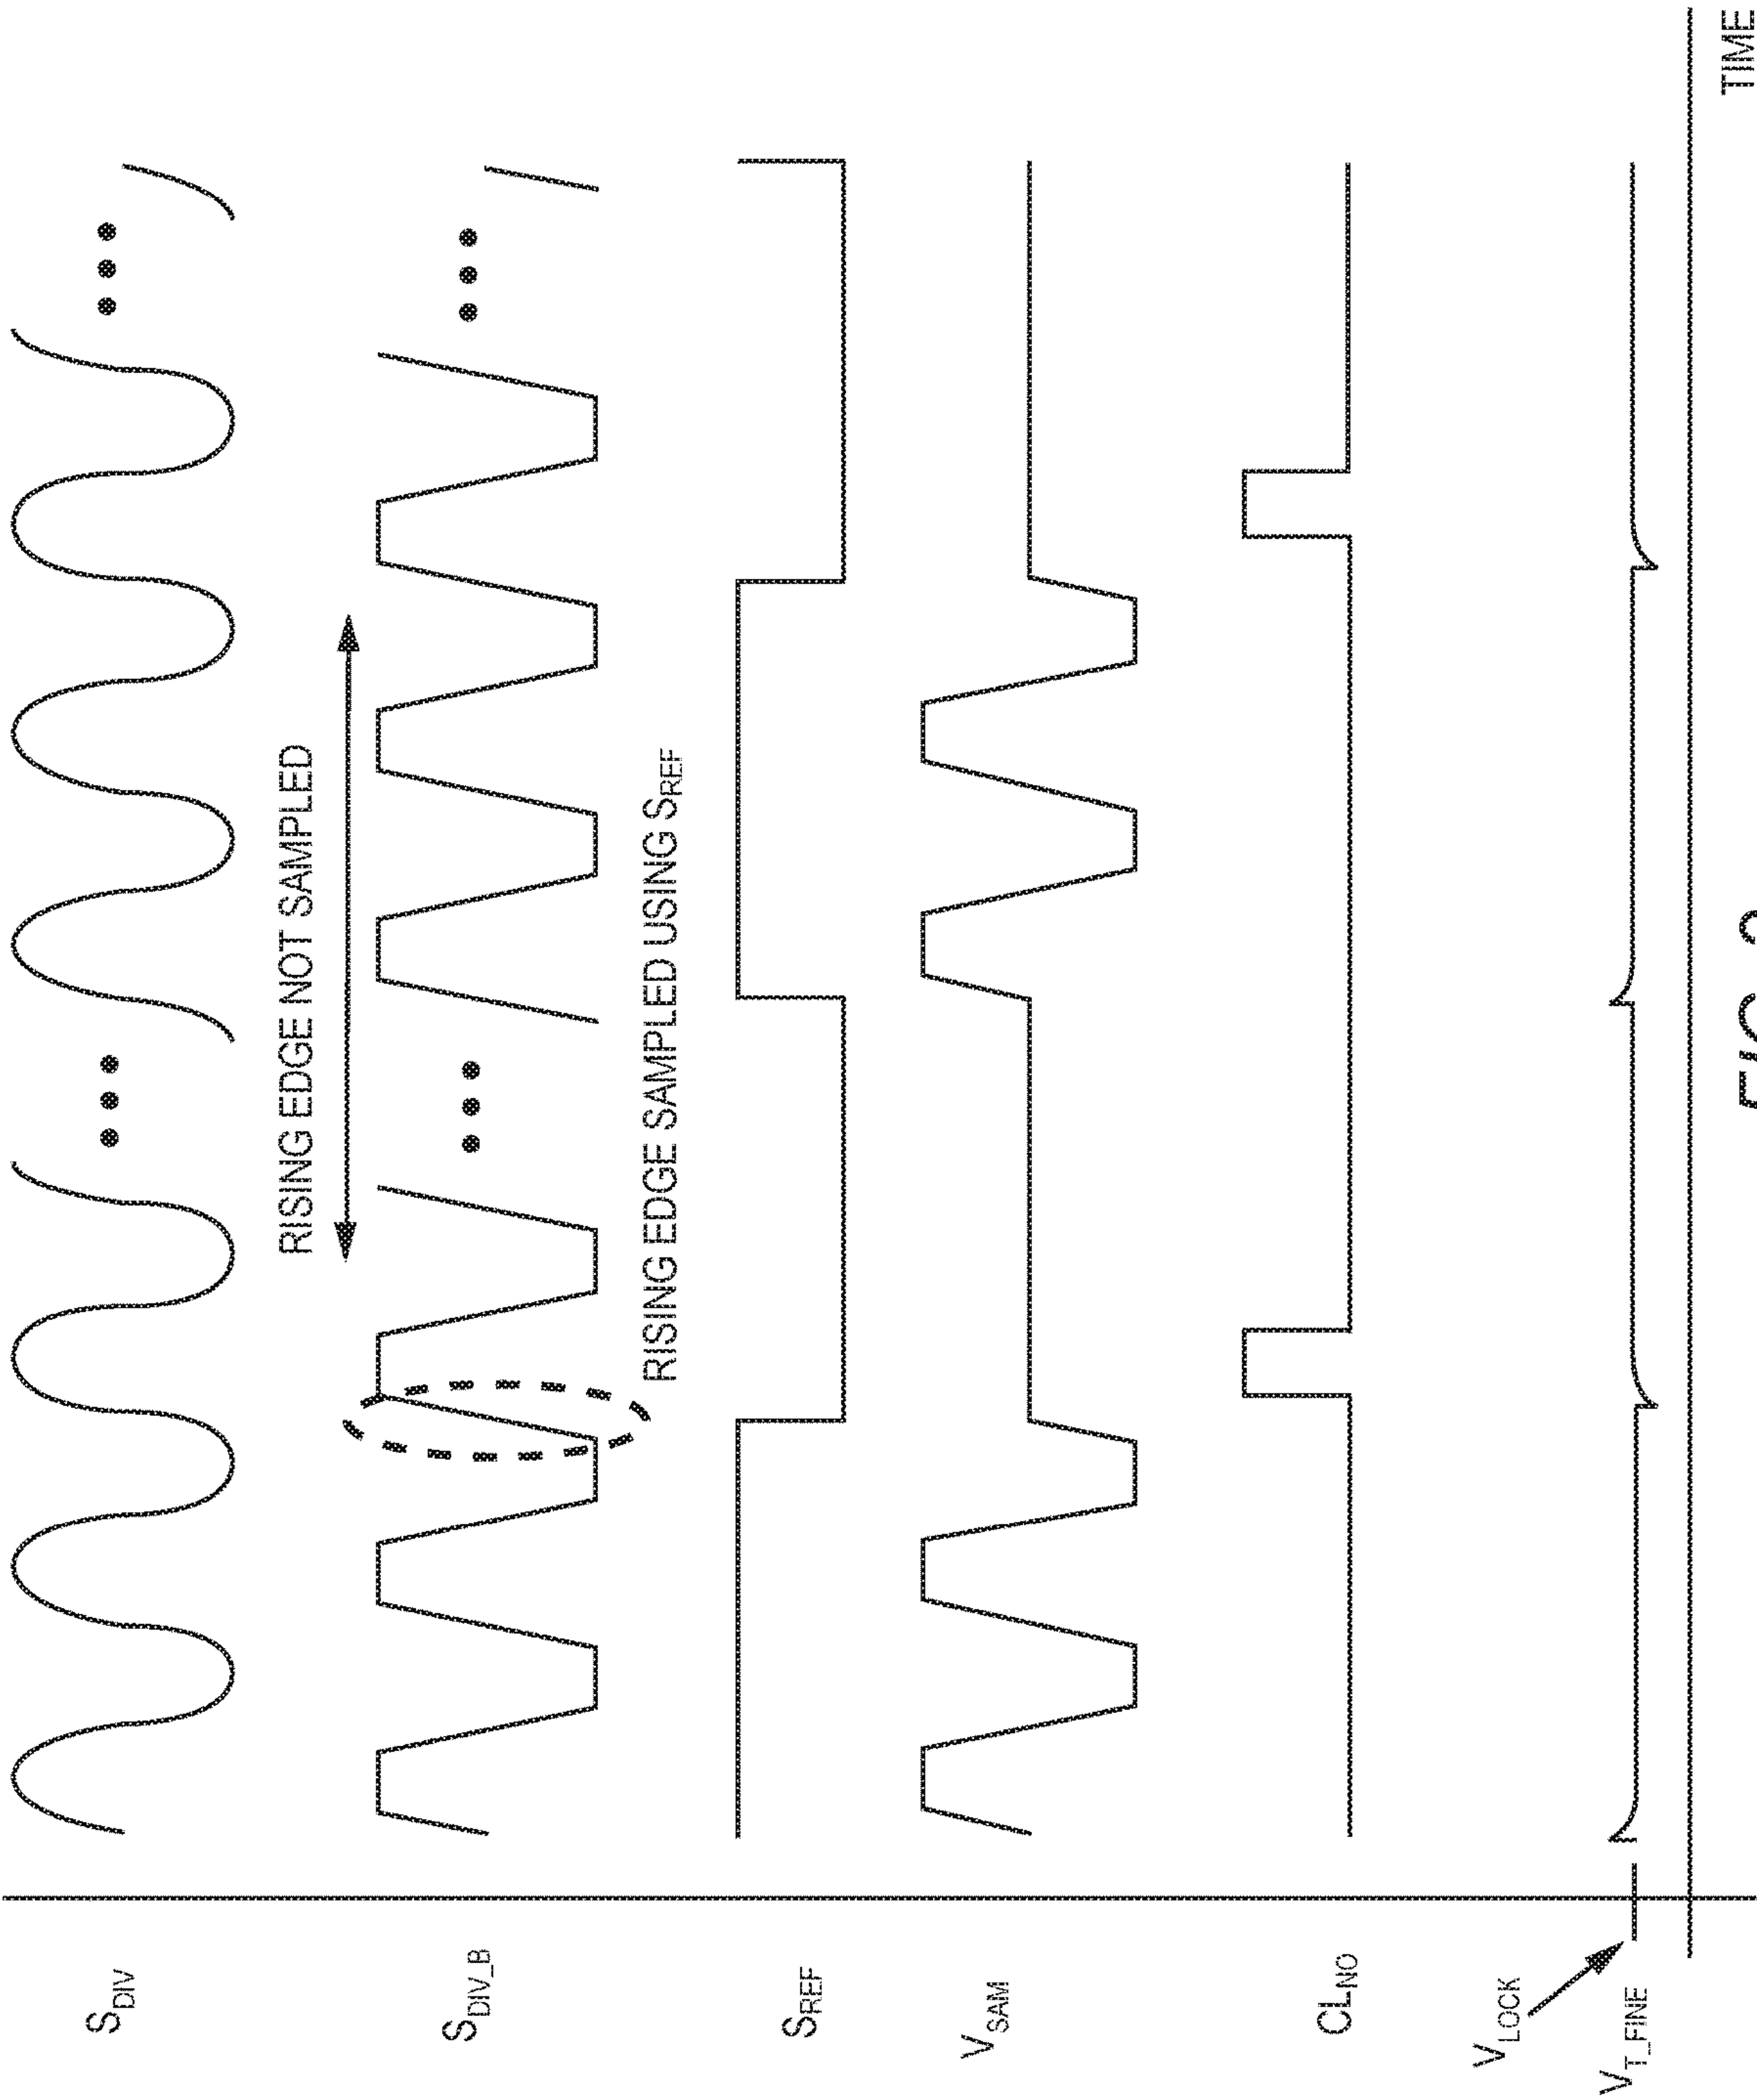 S_DIV
RISING EDGE NOT SAMPLED
S_DIV_B
RISING EDGE SAMPLED USING S_REF
S_REF
V_SAM
CL_NO
V_LOCK
V_T_FINE
TIME